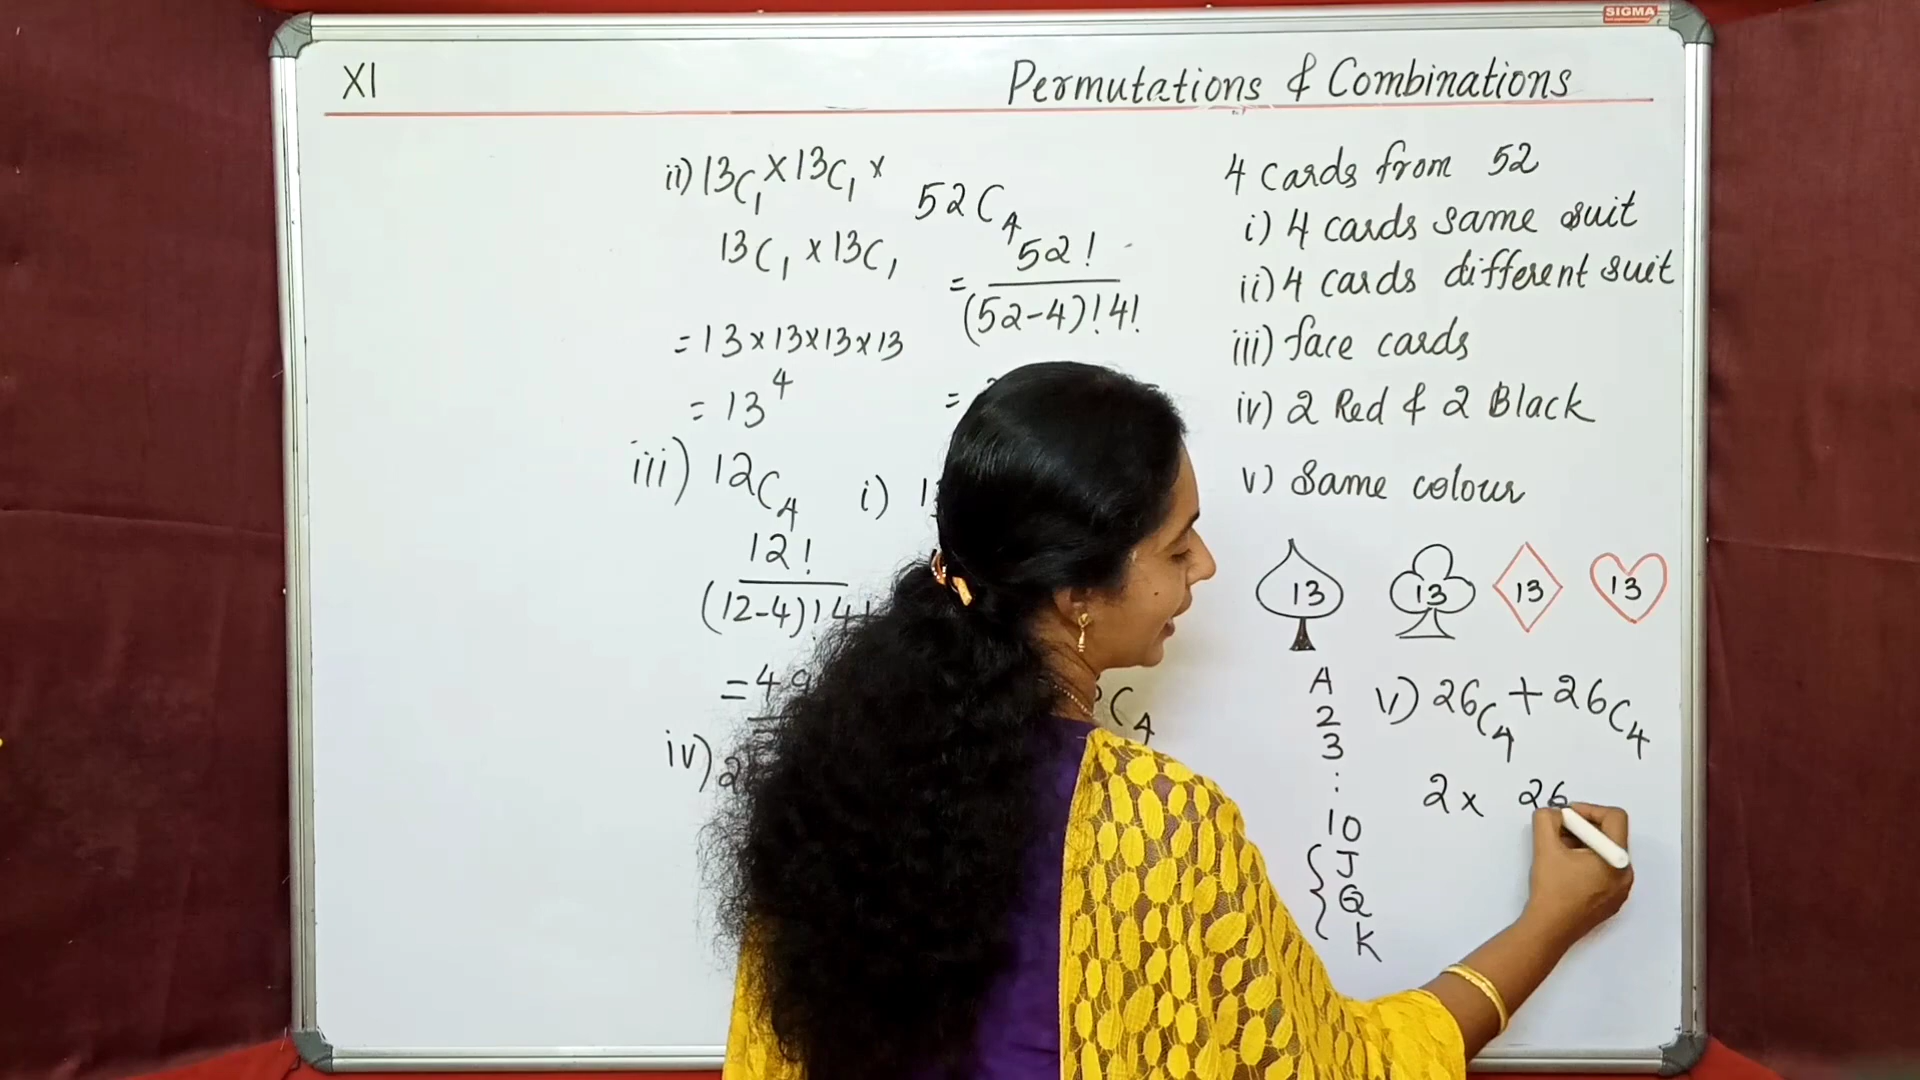 SIGMA
XI
Permutations & Combinations
ii) 13C₁ × 13C₁ ×
13C₁ × 13C₁
= 13 × 13 × 13 × 13
= 13⁴
iii) 12C₄
12!
(12-4)! 4!
= 49
iv) 2
52C₄
= 52!
(52-4)! 4!
=
i) 1
C₄
4 cards from 52
i) 4 cards same suit
ii) 4 cards different suit
iii) face cards
iv) 2 Red & 2 Black
v) Same colour
13 13 13 13
A
2
3
:
10
J
Q
K
v) 26C₄ + 26C₄
2 × 26